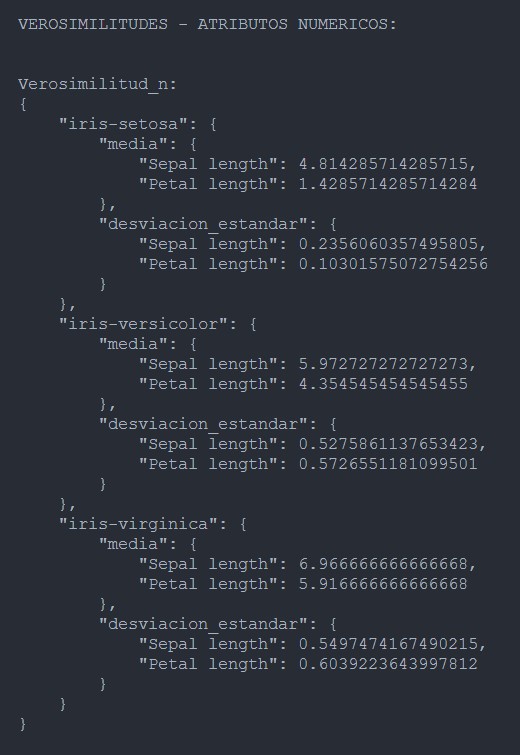 VEROSIMILITUDES - ATRIBUTOS NUMERICOS:
Verosimilitud_n:
{
    "iris-setosa": {
        "media": {
            "Sepal length": 4.814285714285715,
            "Petal length": 1.4285714285714284
        },
        "desviacion_estandar": {
            "Sepal length": 0.2356060357495805,
            "Petal length": 0.10301575072754256
        }
    },
    "iris-versicolor": {
        "media": {
            "Sepal length": 5.972727272727273,
            "Petal length": 4.354545454545455
        },
        "desviacion_estandar": {
            "Sepal length": 0.5275861137653423,
            "Petal length": 0.5726551181099501
        }
    },
    "iris-virginica": {
        "media": {
            "Sepal length": 6.966666666666668,
            "Petal length": 5.916666666666668
        },
        "desviacion_estandar": {
            "Sepal length": 0.5497474167490215,
            "Petal length": 0.6039223643997812
        }
    }
}